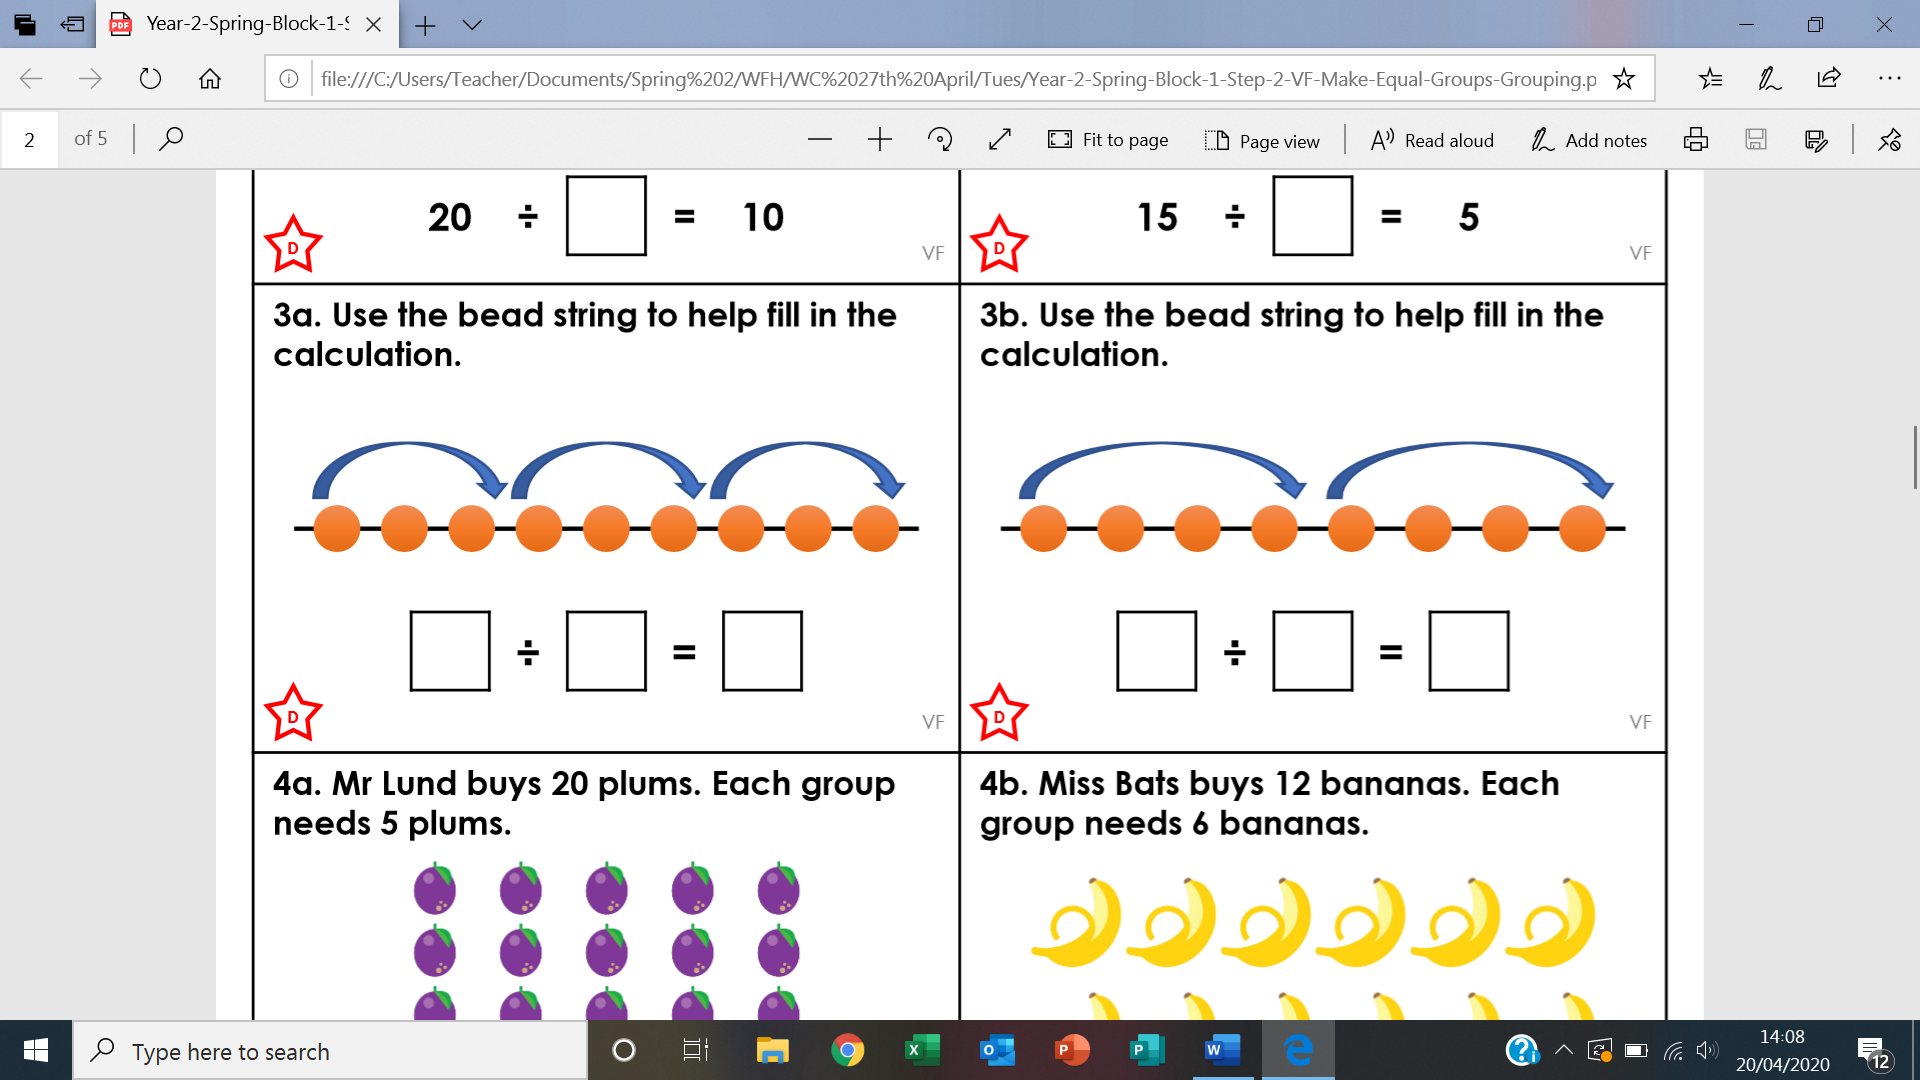 Year-2-Spring-Block-1-S
file:///C:/Users/Teacher/Documents/Spring%202/WFH/WC%2027th%20April/Tues/Year-2-Spring-Block-1-Step-2-VF-Make-Equal-Groups-Grouping.p
2 of 5
Fit to page
Page view
Read aloud
Add notes
20 ÷ = 10
D
VF
15 ÷ = 5
D
VF
3a. Use the bead string to help fill in the
calculation.
÷ =
D
VF
3b. Use the bead string to help fill in the
calculation.
÷ =
D
VF
4a. Mr Lund buys 20 plums. Each group
needs 5 plums.
4b. Miss Bats buys 12 bananas. Each
group needs 6 bananas.
Type here to search
14:08
20/04/2020
12